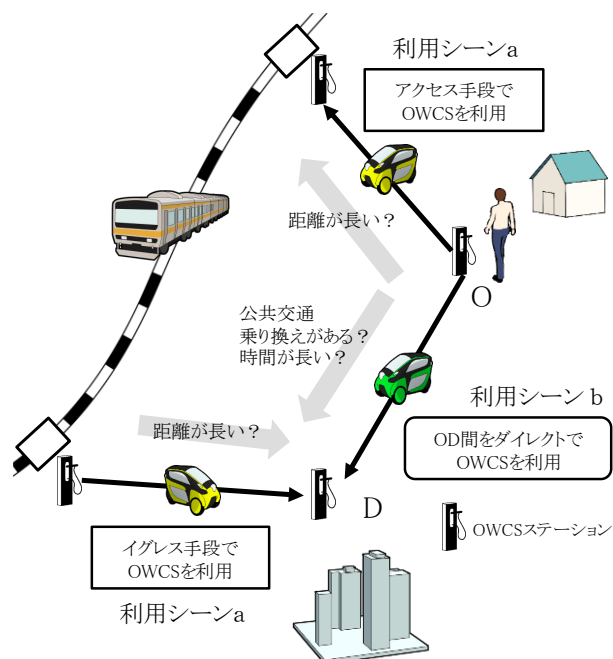 利用シーンa
アクセス手段で
OWCSを利用
距離が長い？
O
公共交通
乗り換えがある？
時間が長い？
利用シーンb
OD間をダイレクトで
OWCSを利用
距離が長い？
D
OWCSステーション
イグレス手段で
OWCSを利用
利用シーンa